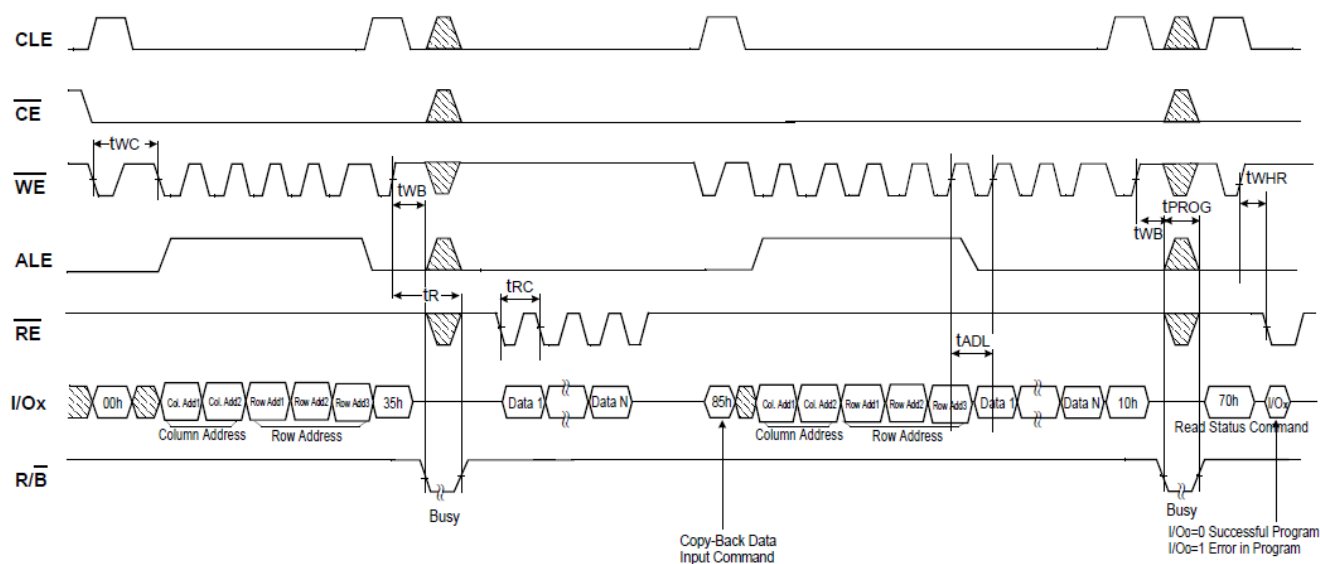 CLE
CE
tWC
WE
tWB
tWHR
tPROG
tWB
ALE
tR
tRC
RE
tADL
I/Ox
00h
Col. Add1
Col. Add2
Row Add1
Row Add2
Row Add3
35h
Data 1
Data N
85h
Col. Add1
Col. Add2
Row Add1
Row Add2
Row Add3
Data 1
Data N
10h
70h
I/Ox
Column Address
Row Address
Column Address
Row Address
Read Status Command
R/B
Busy
Busy
Copy-Back Data
Input Command
I/O0=0 Successful Program
I/O0=1 Error in Program